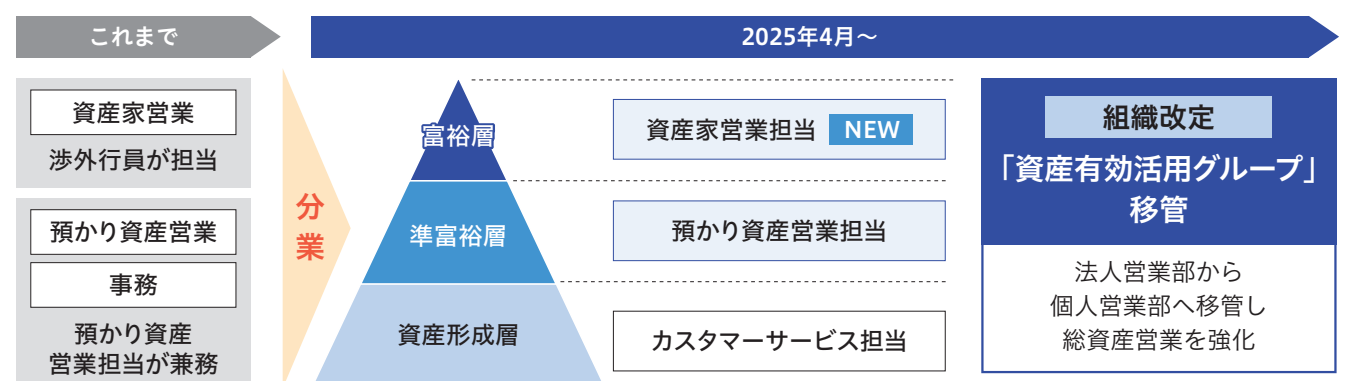 これまで
2025年4月～
資産家営業
渉外行員が担当
預かり資産営業
事務
預かり資産
営業担当が兼務
分
業
富裕層
準富裕層
資産形成層
資産家営業担当 NEW
預かり資産営業担当
カスタマーサービス担当
組織改定
「資産有効活用グループ」
移管
法人営業部から
個人営業部へ移管し
総資産営業を強化